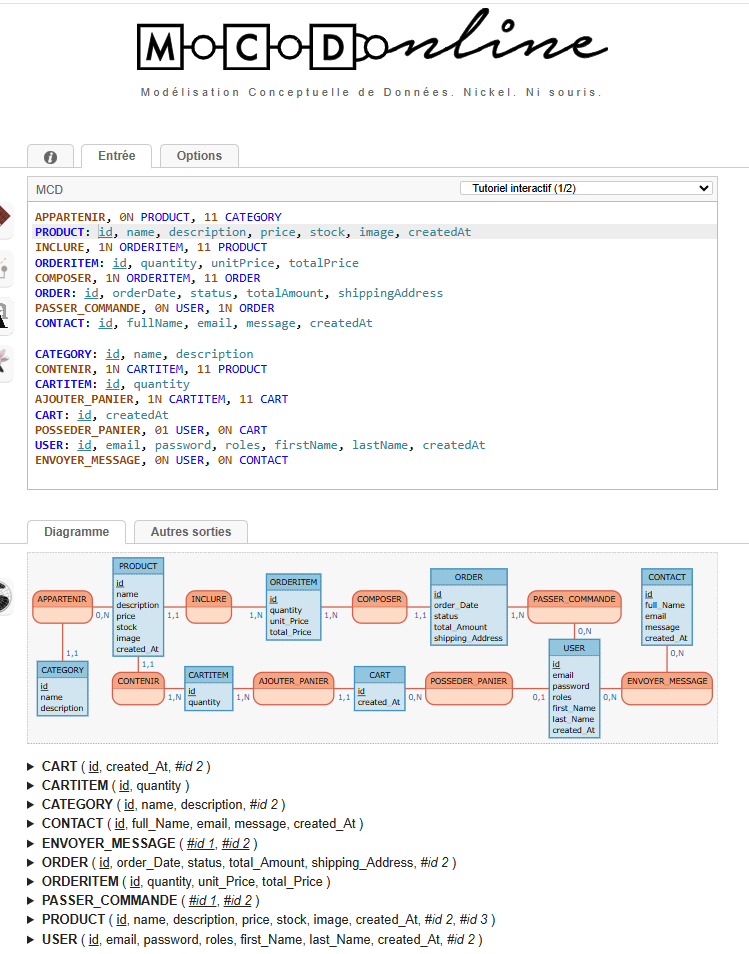 MCDOnline
Modélisation Conceptuelle de Données. Nickel. Ni souris.
Entrée
Options
MCD
Tutoriel interactif (1/2)
APPARTENIR, 0N PRODUCT, 11 CATEGORY
PRODUCT: id, name, description, price, stock, image, createdAt
INCLURE, 1N ORDERITEM, 11 PRODUCT
ORDERITEM: id, quantity, unitPrice, totalPrice
COMPOSER, 1N ORDERITEM, 11 ORDER
ORDER: id, orderDate, status, totalAmount, shippingAddress
PASSER_COMMANDE, 0N USER, 1N ORDER
CONTACT: id, fullName, email, message, createdAt
CATEGORY: id, name, description
CONTENIR, 1N CARTITEM, 11 PRODUCT
CARTITEM: id, quantity
AJOUTER_PANIER, 1N CARTITEM, 11 CART
CART: id, createdAt
POSSEDER_PANIER, 01 USER, 0N CART
USER: id, email, password, roles, firstName, lastName, createdAt
ENVOYER_MESSAGE, 0N USER, 0N CONTACT
Diagramme
Autres sorties
APPARTENIR
0,N
1,1
PRODUCT
id
name
description
price
stock
image
created_At
1,1
1,1
INCLURE
1,N
ORDERITEM
id
quantity
unit_Price
total_Price
1,N
COMPOSER
1,1
ORDER
id
order_Date
status
total_Amount
shipping_Address
1,N
PASSER_COMMANDE
0,N
CONTACT
id
full_Name
email
message
created_At
0,N
CATEGORY
id
name
description
CONTENIR
1,N
CARTITEM
id
quantity
1,N
AJOUTER_PANIER
1,1
CART
id
created_At
0,N
POSSEDER_PANIER
0,1
USER
id
email
password
roles
first_Name
last_Name
created_At
0,N
ENVOYER_MESSAGE
CART ( id, created_At, #id 2 )
CARTITEM ( id, quantity )
CATEGORY ( id, name, description, #id 2 )
CONTACT ( id, full_Name, email, message, created_At )
ENVOYER_MESSAGE ( #id 1, #id 2 )
ORDER ( id, order_Date, status, total_Amount, shipping_Address, #id 2 )
ORDERITEM ( id, quantity, unit_Price, total_Price )
PASSER_COMMANDE ( #id 1, #id 2 )
PRODUCT ( id, name, description, price, stock, image, created_At, #id 2, #id 3 )
USER ( id, email, password, roles, first_Name, last_Name, created_At, #id 2 )